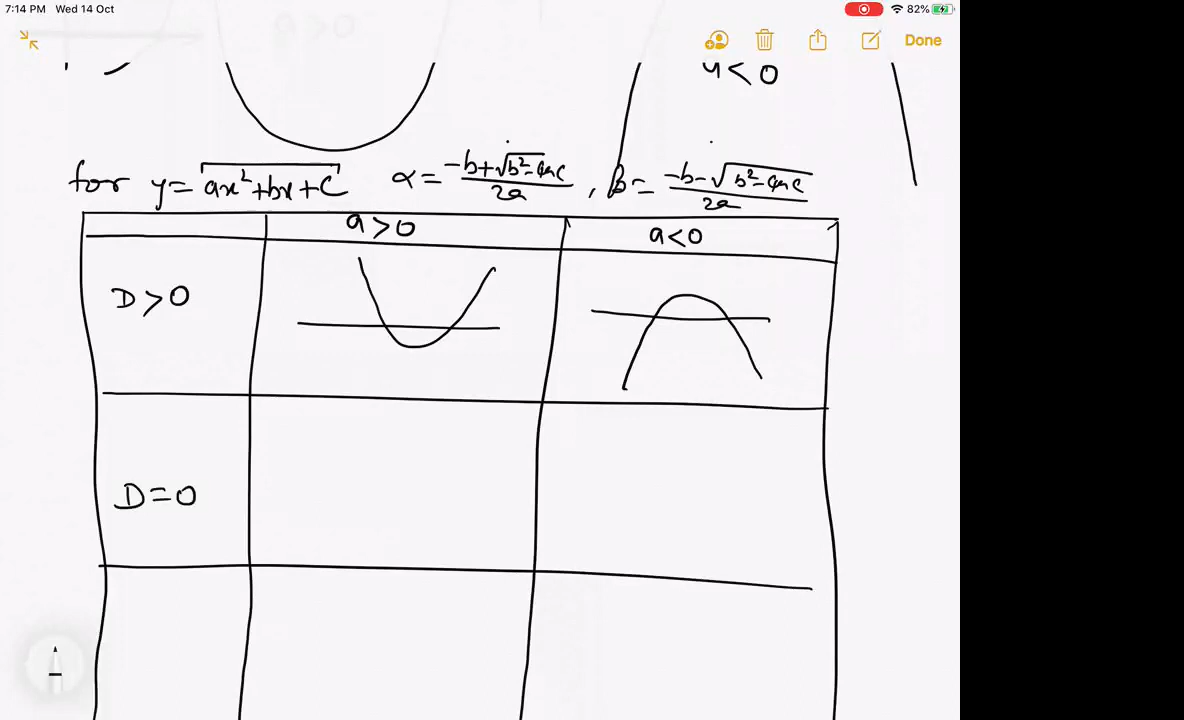 7:14 PM Wed 14 Oct
82%
Done
a > 0
< 0
for y = ax² + bx + C α = -b + √b² - 4ac / 2a , β = -b - √b² - 4ac / 2a
a > 0 a < 0
D > 0
D = 0